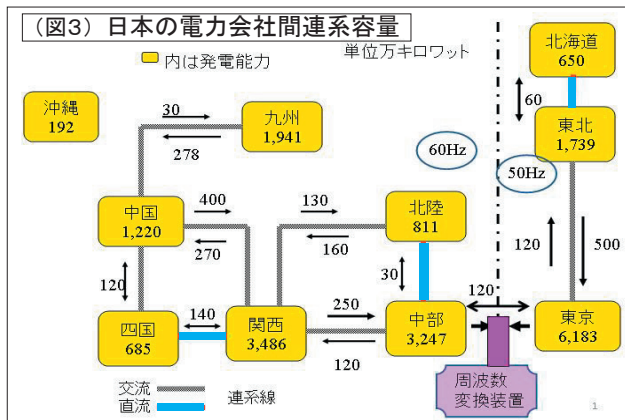 (図3) 日本の電力会社間連系容量
内は発電能力
単位万キロワット
北海道
650
60
沖縄
192
30
九州
1,941
278
60Hz
50Hz
東北
1,739
中国
1,220
400
270
130
160
北陸
811
120
500
120
30
140
250
120
120
四国
685
関西
3,486
中部
3,247
東京
6,183
交流
直流
連系線
周波数
変換装置
1